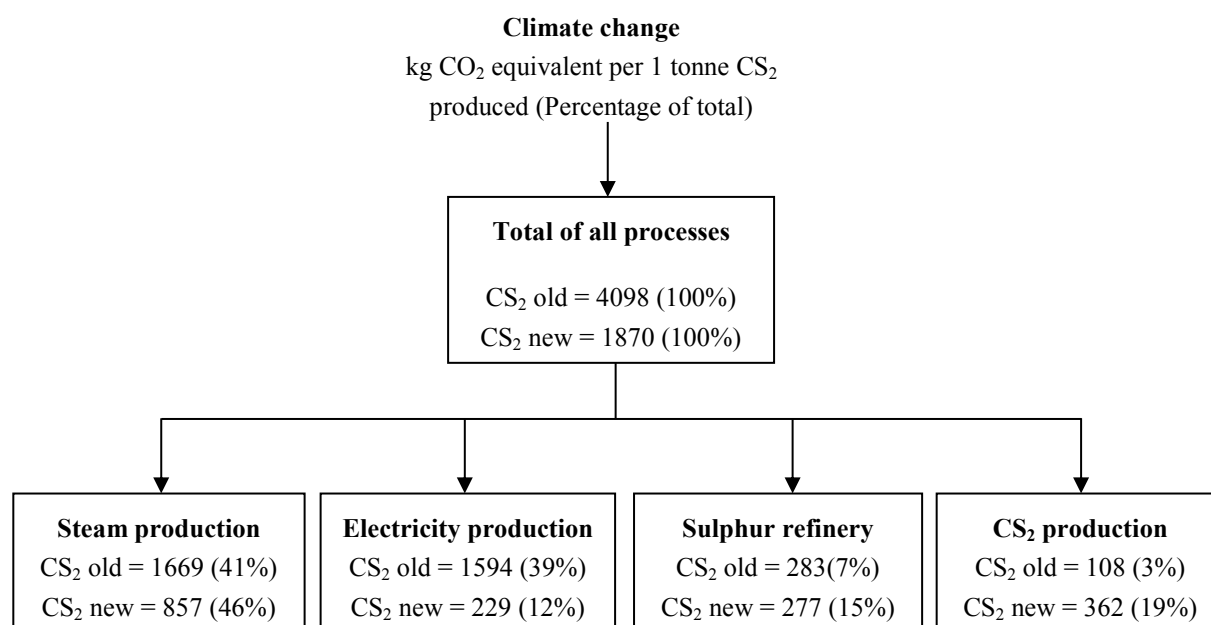 Climate change
kg CO₂ equivalent per 1 tonne CS₂
produced (Percentage of total)
Total of all processes
CS₂ old = 4098 (100%)
CS₂ new = 1870 (100%)
Steam production
CS₂ old = 1669 (41%)
CS₂ new = 857 (46%)
Electricity production
CS₂ old = 1594 (39%)
CS₂ new = 229 (12%)
Sulphur refinery
CS₂ old = 283(7%)
CS₂ new = 277 (15%)
CS₂ production
CS₂ old = 108 (3%)
CS₂ new = 362 (19%)